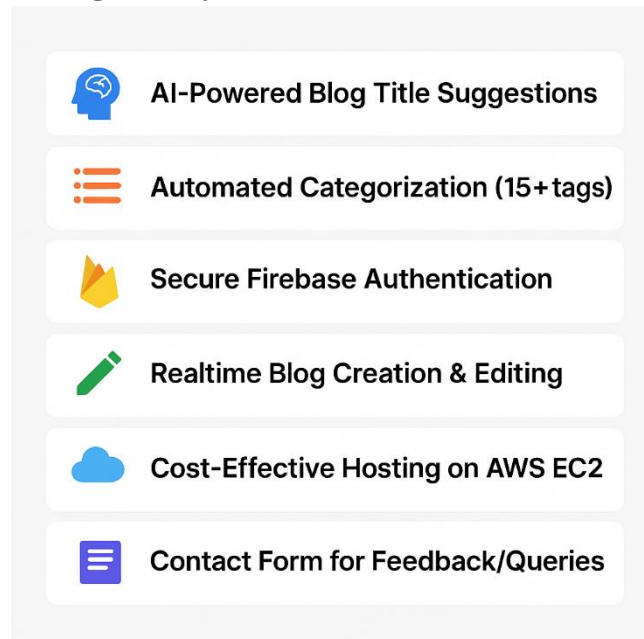 AI-Powered Blog Title Suggestions
Automated Categorization (15+ tags)
Secure Firebase Authentication
Realtime Blog Creation & Editing
Cost-Effective Hosting on AWS EC2
Contact Form for Feedback/Queries